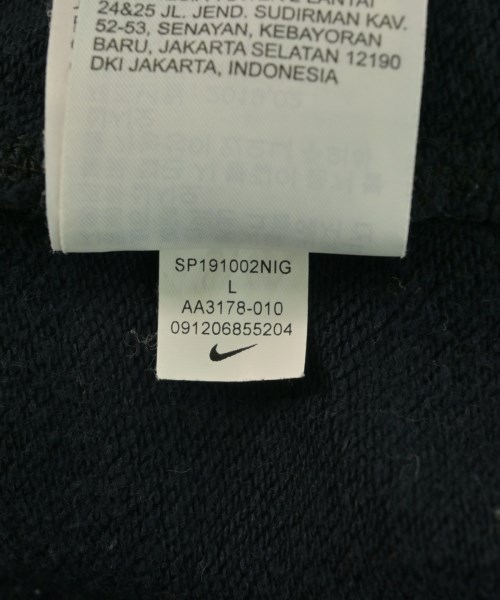 LANTAI
24&25 JL. JEND. SUDIRMAN KAV.
52-53, SENAYAN, KEBAYORAN
BARU, JAKARTA SELATAN 12190
DKI JAKARTA, INDONESIA
SP191002NIG
L
AA3178-010
091206855204